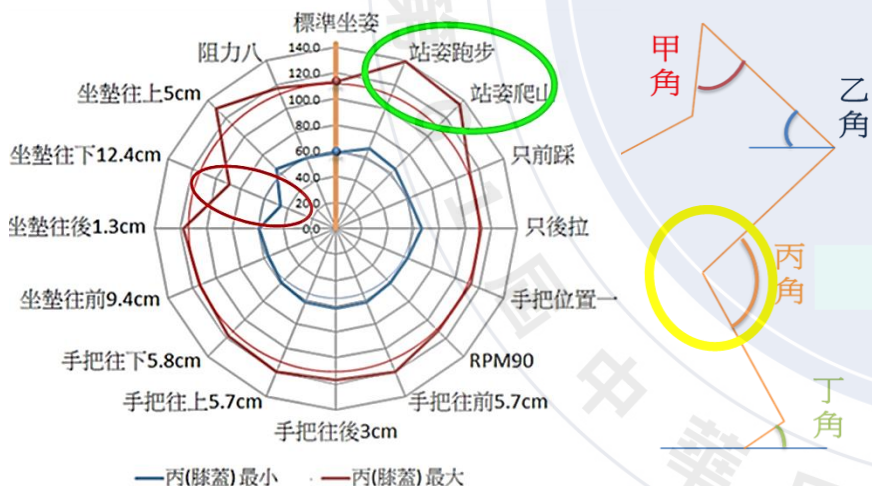 標準坐姿
站姿跑步
站姿爬山
只前踩
只後拉
手把位置一
RPM90
手把往前5.7cm
手把往後3cm
手把往上5.7cm
手把往下5.8cm
坐墊往前9.4cm
坐墊往後1.3cm
坐墊往下12.4cm
坐墊往上5cm
阻力八
140.0
120.0
100.0
80.0
60.0
40.0
20.0
0.0
丙(膝蓋)最小
丙(膝蓋)最大
甲角
乙角
丙角
丁角
回
中
華